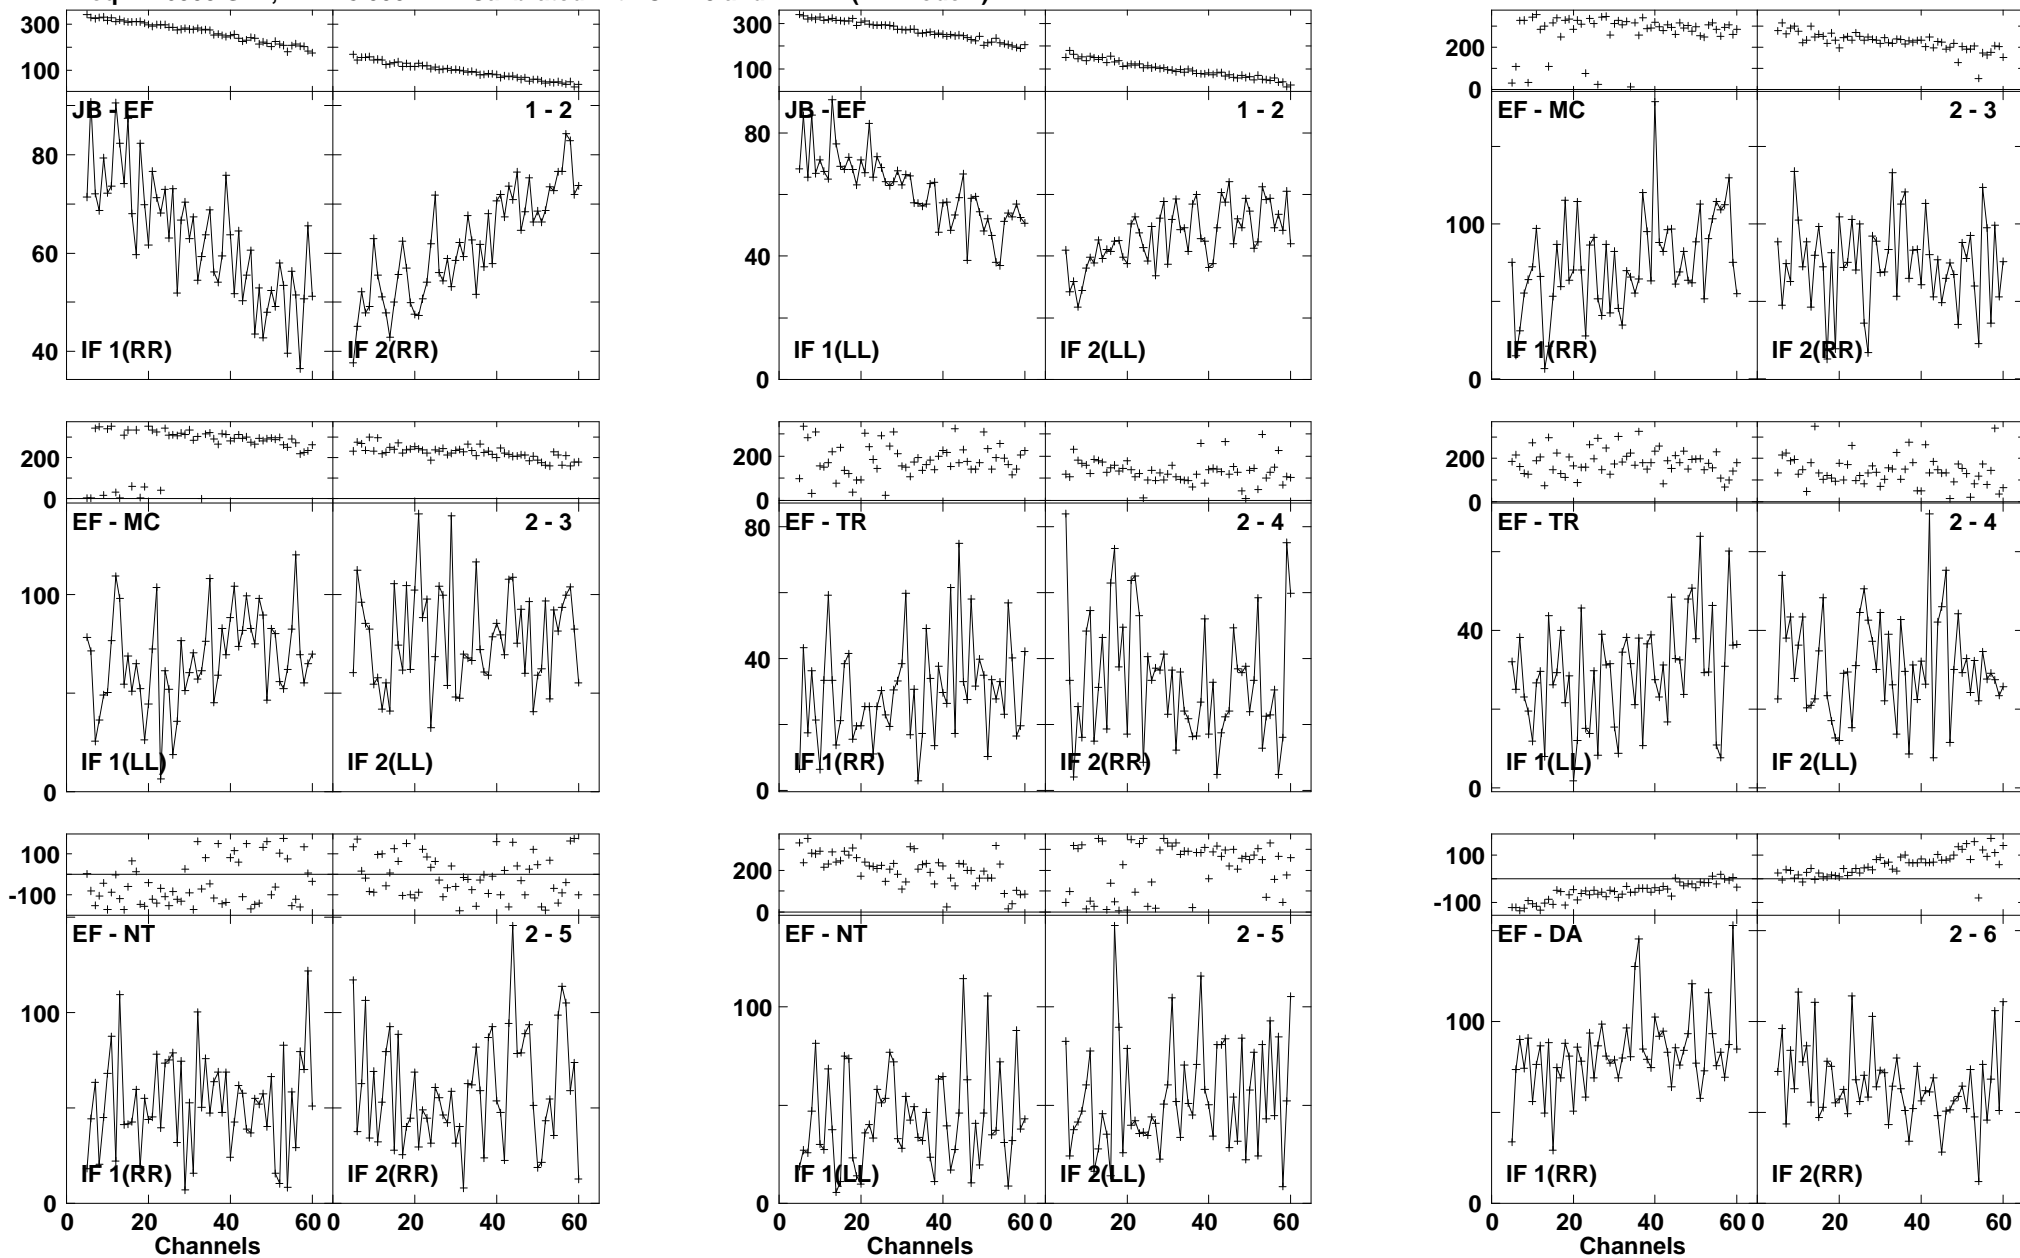 300
100
JB - EF 1 - 2
80
60
40
IF 1(RR) IF 2(RR)
300
100
JB - EF 1 - 2
80
40
0
IF 1(LL) IF 2(LL)
200
0
EF - MC 2 - 3
100
0
IF 1(RR) IF 2(RR)
200
0
EF - MC 2 - 3
100
0
IF 1(LL) IF 2(LL)
200
0
EF - TR 2 - 4
80
40
0
IF 1(RR) IF 2(RR)
200
0
EF - TR 2 - 4
40
0
IF 1(LL) IF 2(LL)
100
-100
EF - NT 2 - 5
100
0
IF 1(RR) IF 2(RR)
0 20 40 60 0 20 40 60
Channels
200
0
EF - NT 2 - 5
100
0
IF 1(LL) IF 2(LL)
0 20 40 60 0 20 40 60
Channels
100
-100
EF - DA 2 - 6
100
0
IF 1(RR) IF 2(RR)
0 20 40 60 0 20 40 60
Channels